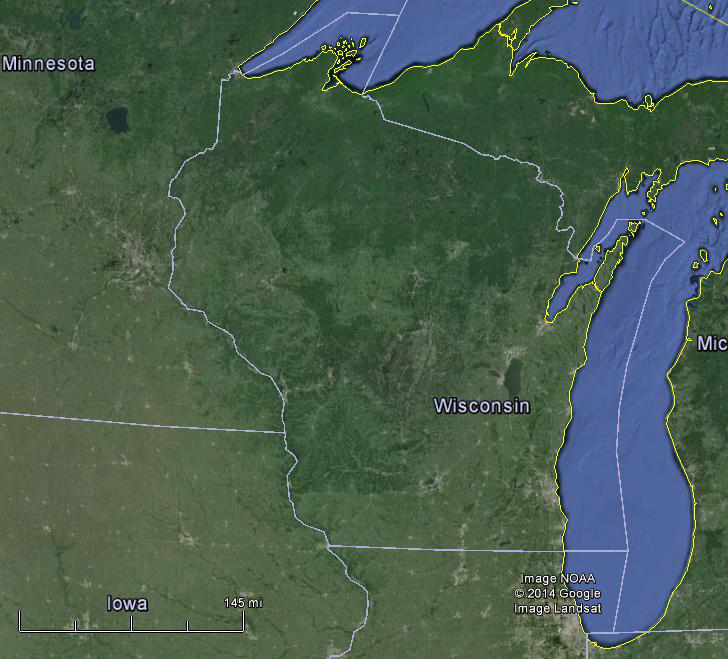 Minnesota
Mic
Wisconsin
Image NOAA
© 2014 Google
Image Landsat
Iowa
145 mi